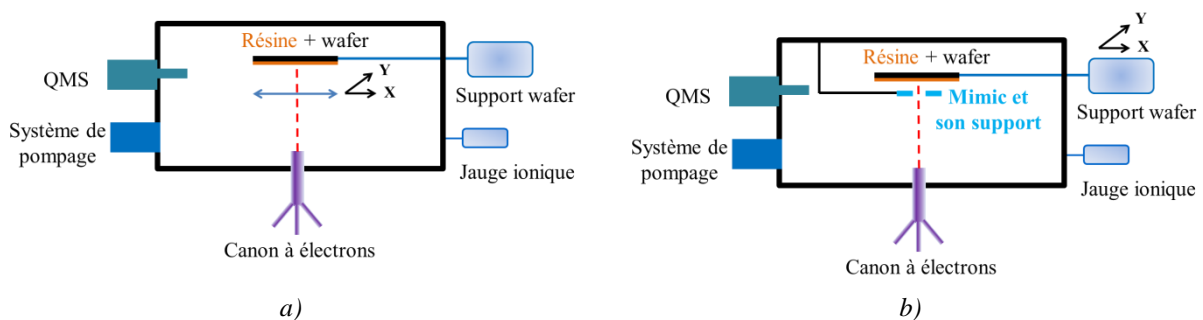 Résine + wafer
Y
X
QMS
Support wafer
Système de
pompage
Jauge ionique
Canon à électrons
a)
Y
X
Résine + wafer
QMS
Mimic et
son support
Support wafer
Système de
pompage
Jauge ionique
Canon à électrons
b)